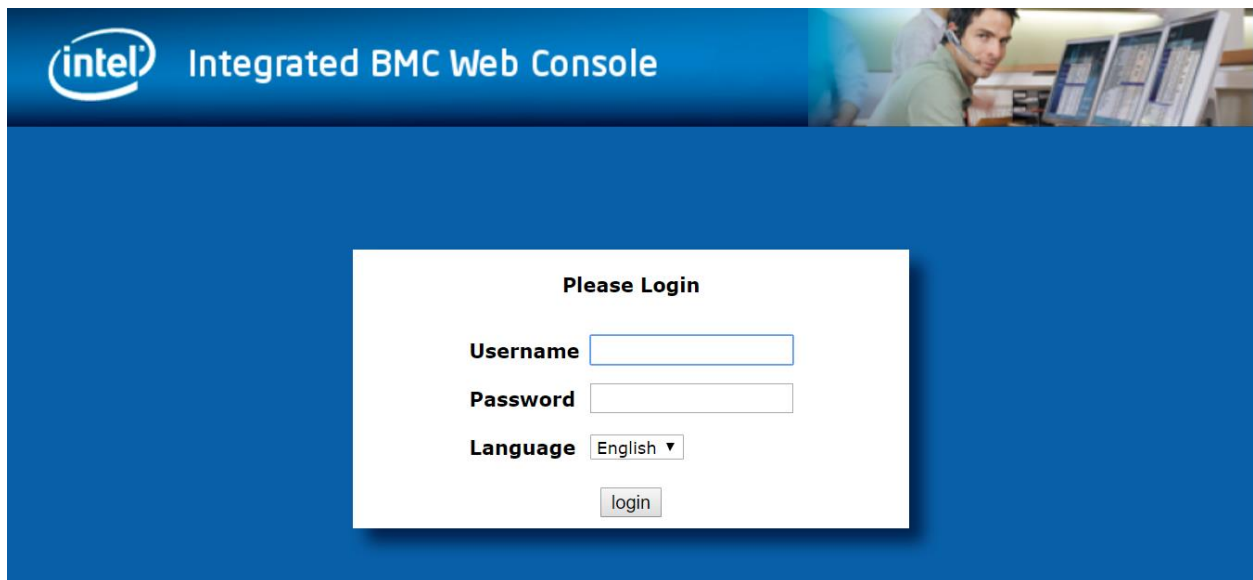 intel Integrated BMC Web Console
Please Login
Username
Password
Language English
login